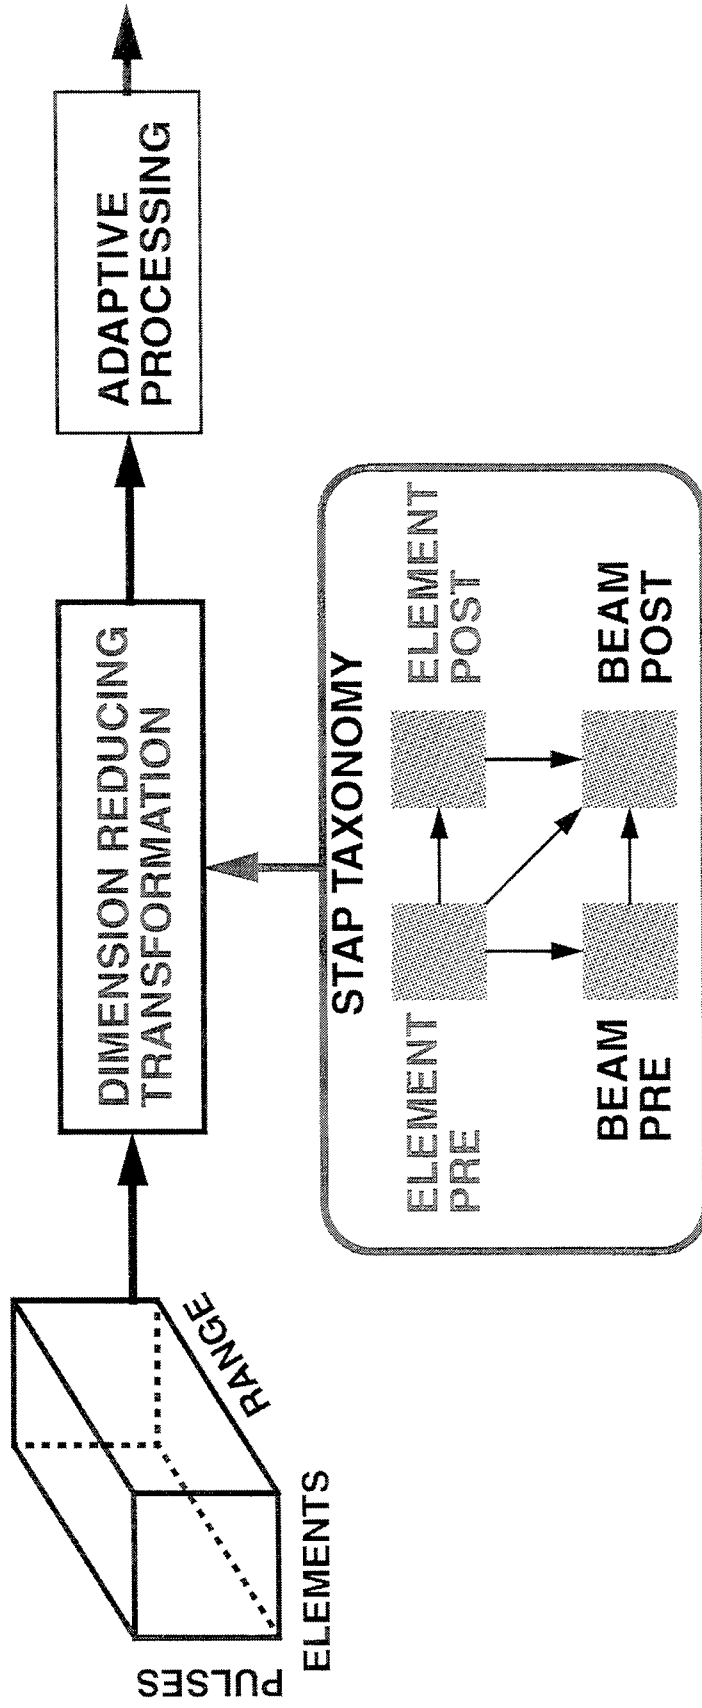 PULSES
ELEMENTS
RANGE
DIMENSION REDUCING
TRANSFORMATION
ADAPTIVE
PROCESSING
STAP TAXONOMY
ELEMENT
PRE
ELEMENT
POST
BEAM
PRE
BEAM
POST